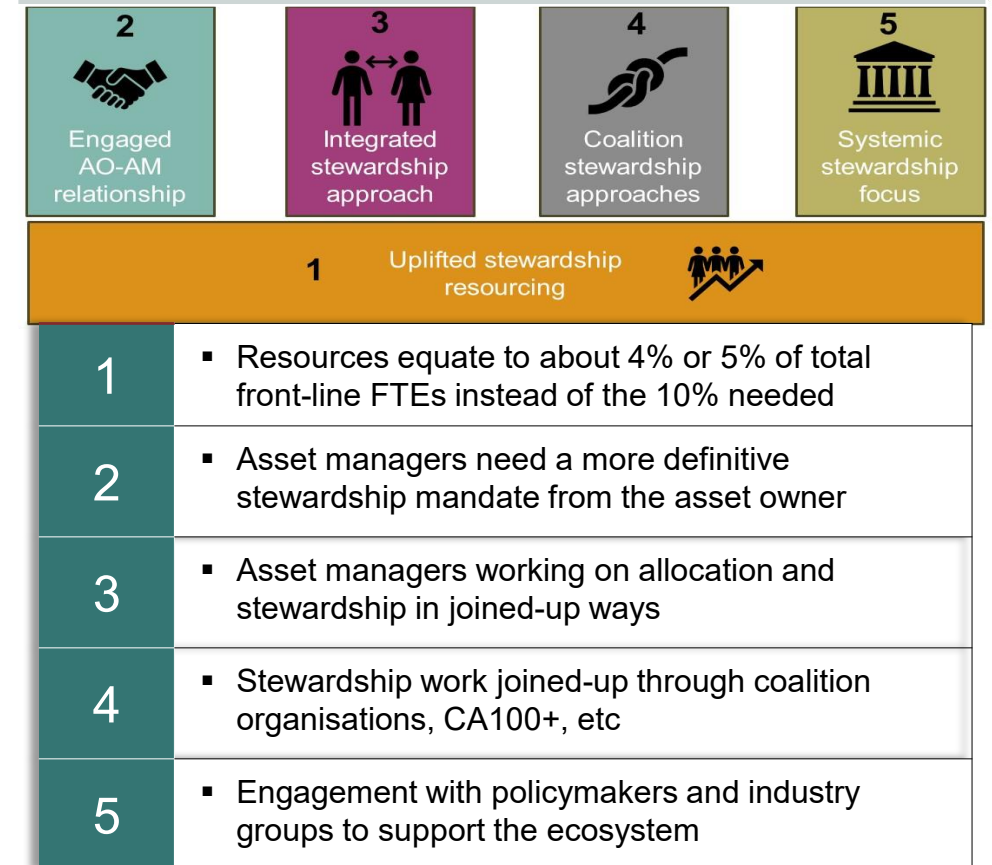 2
Engaged
AO-AM
relationship
3
Integrated
stewardship
approach
4
Coalition
stewardship
approaches
5
Systemic
stewardship
focus
1
Uplifted stewardship
resourcing
1
▪ Resources equate to about 4% or 5% of total
front-line FTEs instead of the 10% needed
2
▪ Asset managers need a more definitive
stewardship mandate from the asset owner
3
▪ Asset managers working on allocation and
stewardship in joined-up ways
4
▪ Stewardship work joined-up through coalition
organisations, CA100+, etc
5
▪ Engagement with policymakers and industry
groups to support the ecosystem